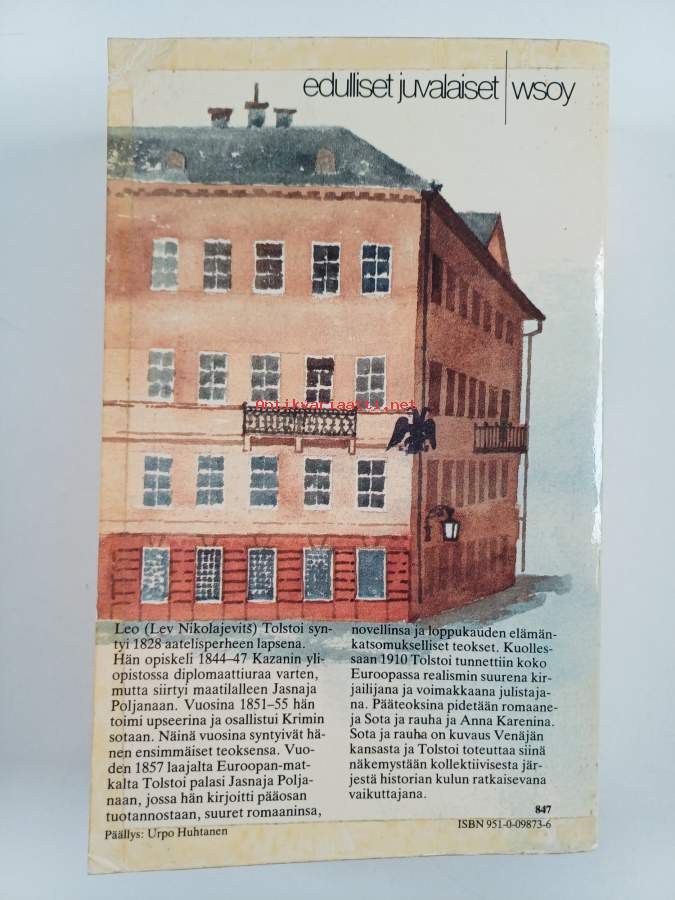 edulliset juvalaiset | wsoy
Antikvariaatti.net
Leo (Lev Nikolajevitš) Tolstoi syn-
tyi 1828 aatelisperheen lapsena.
Hän opiskeli 1844–47 Kazanin yli-
opistossa diplomaattiuraa varten,
mutta siirtyi maatilalleen Jasnaja
Poljanaan. Vuosina 1851–55 hän
toimi upseerina ja osallistui Krimin
sotaan. Näinä vuosina syntyivät hä-
nen ensimmäiset teoksensa. Vuo-
den 1857 laajalta Euroopan-mat-
kalta Tolstoi palasi Jasnaja Polja-
naan, jossa hän kirjoitti pääosan
tuotannostaan, suuret romaaninsa,
novellinsa ja loppukauden elämän-
katsomukselliset teokset. Kuolles-
saan 1910 Tolstoi tunnettiin koko
Euroopassa realismin suurena kir-
jailijana ja voimakkaana julistaja-
na. Pääteoksina pidetään romaane-
ja Sota ja rauha ja Anna Karenina.
Sota ja rauha on kuvaus Venäjän
kansasta ja Tolstoi toteuttaa siinä
näkemystään kollektiivisesta jär-
jestä historian kulun ratkaisevana
vaikuttajana.
847
Päällys: Urpo Huhtanen
ISBN 951-0-09873-6